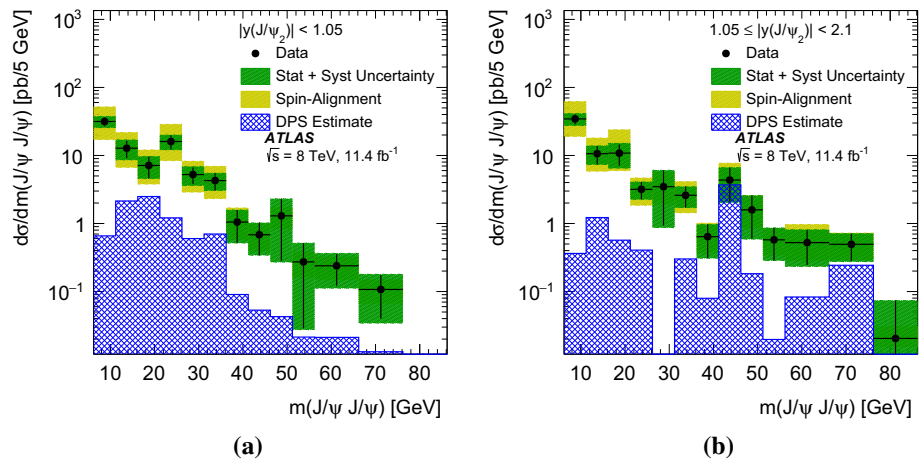 dσ/dm(J/ψ J/ψ) [pb/5 GeV]
10²
10
1
10⁻¹
|y(J/ψ₂)| < 1.05
Data
Stat + Syst Uncertainty
Spin-Alignment
DPS Estimate
ATLAS
√s = 8 TeV, 11.4 fb⁻¹
10 20 30 40 50 60 70 80
m(J/ψ J/ψ) [GeV]
(a)
dσ/dm(J/ψ J/ψ) [pb/5 GeV]
10²
10
1
10⁻¹
1.05 ≤ |y(J/ψ₂)| < 2.1
Data
Stat + Syst Uncertainty
Spin-Alignment
DPS Estimate
ATLAS
√s = 8 TeV, 11.4 fb⁻¹
10 20 30 40 50 60 70 80
m(J/ψ J/ψ) [GeV]
(b)